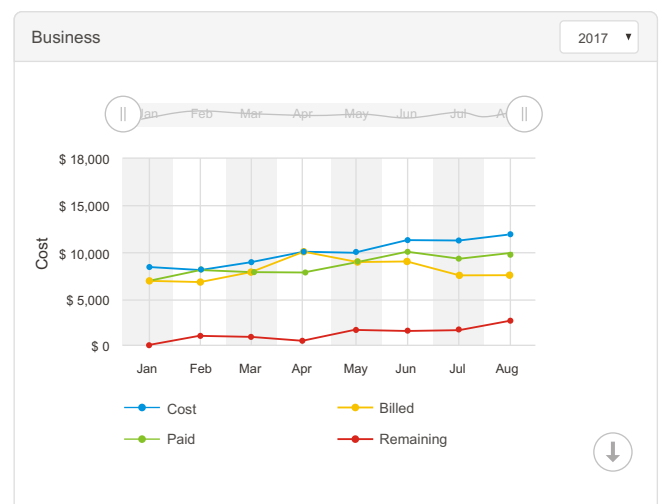 Business
2017
Jan Feb Mar Apr May Jun Jul A
$ 18,000
$ 15,000
$ 10,000
$ 5,000
$ 0
Cost
Jan Feb Mar Apr May Jun Jul Aug
Cost Billed
Paid Remaining